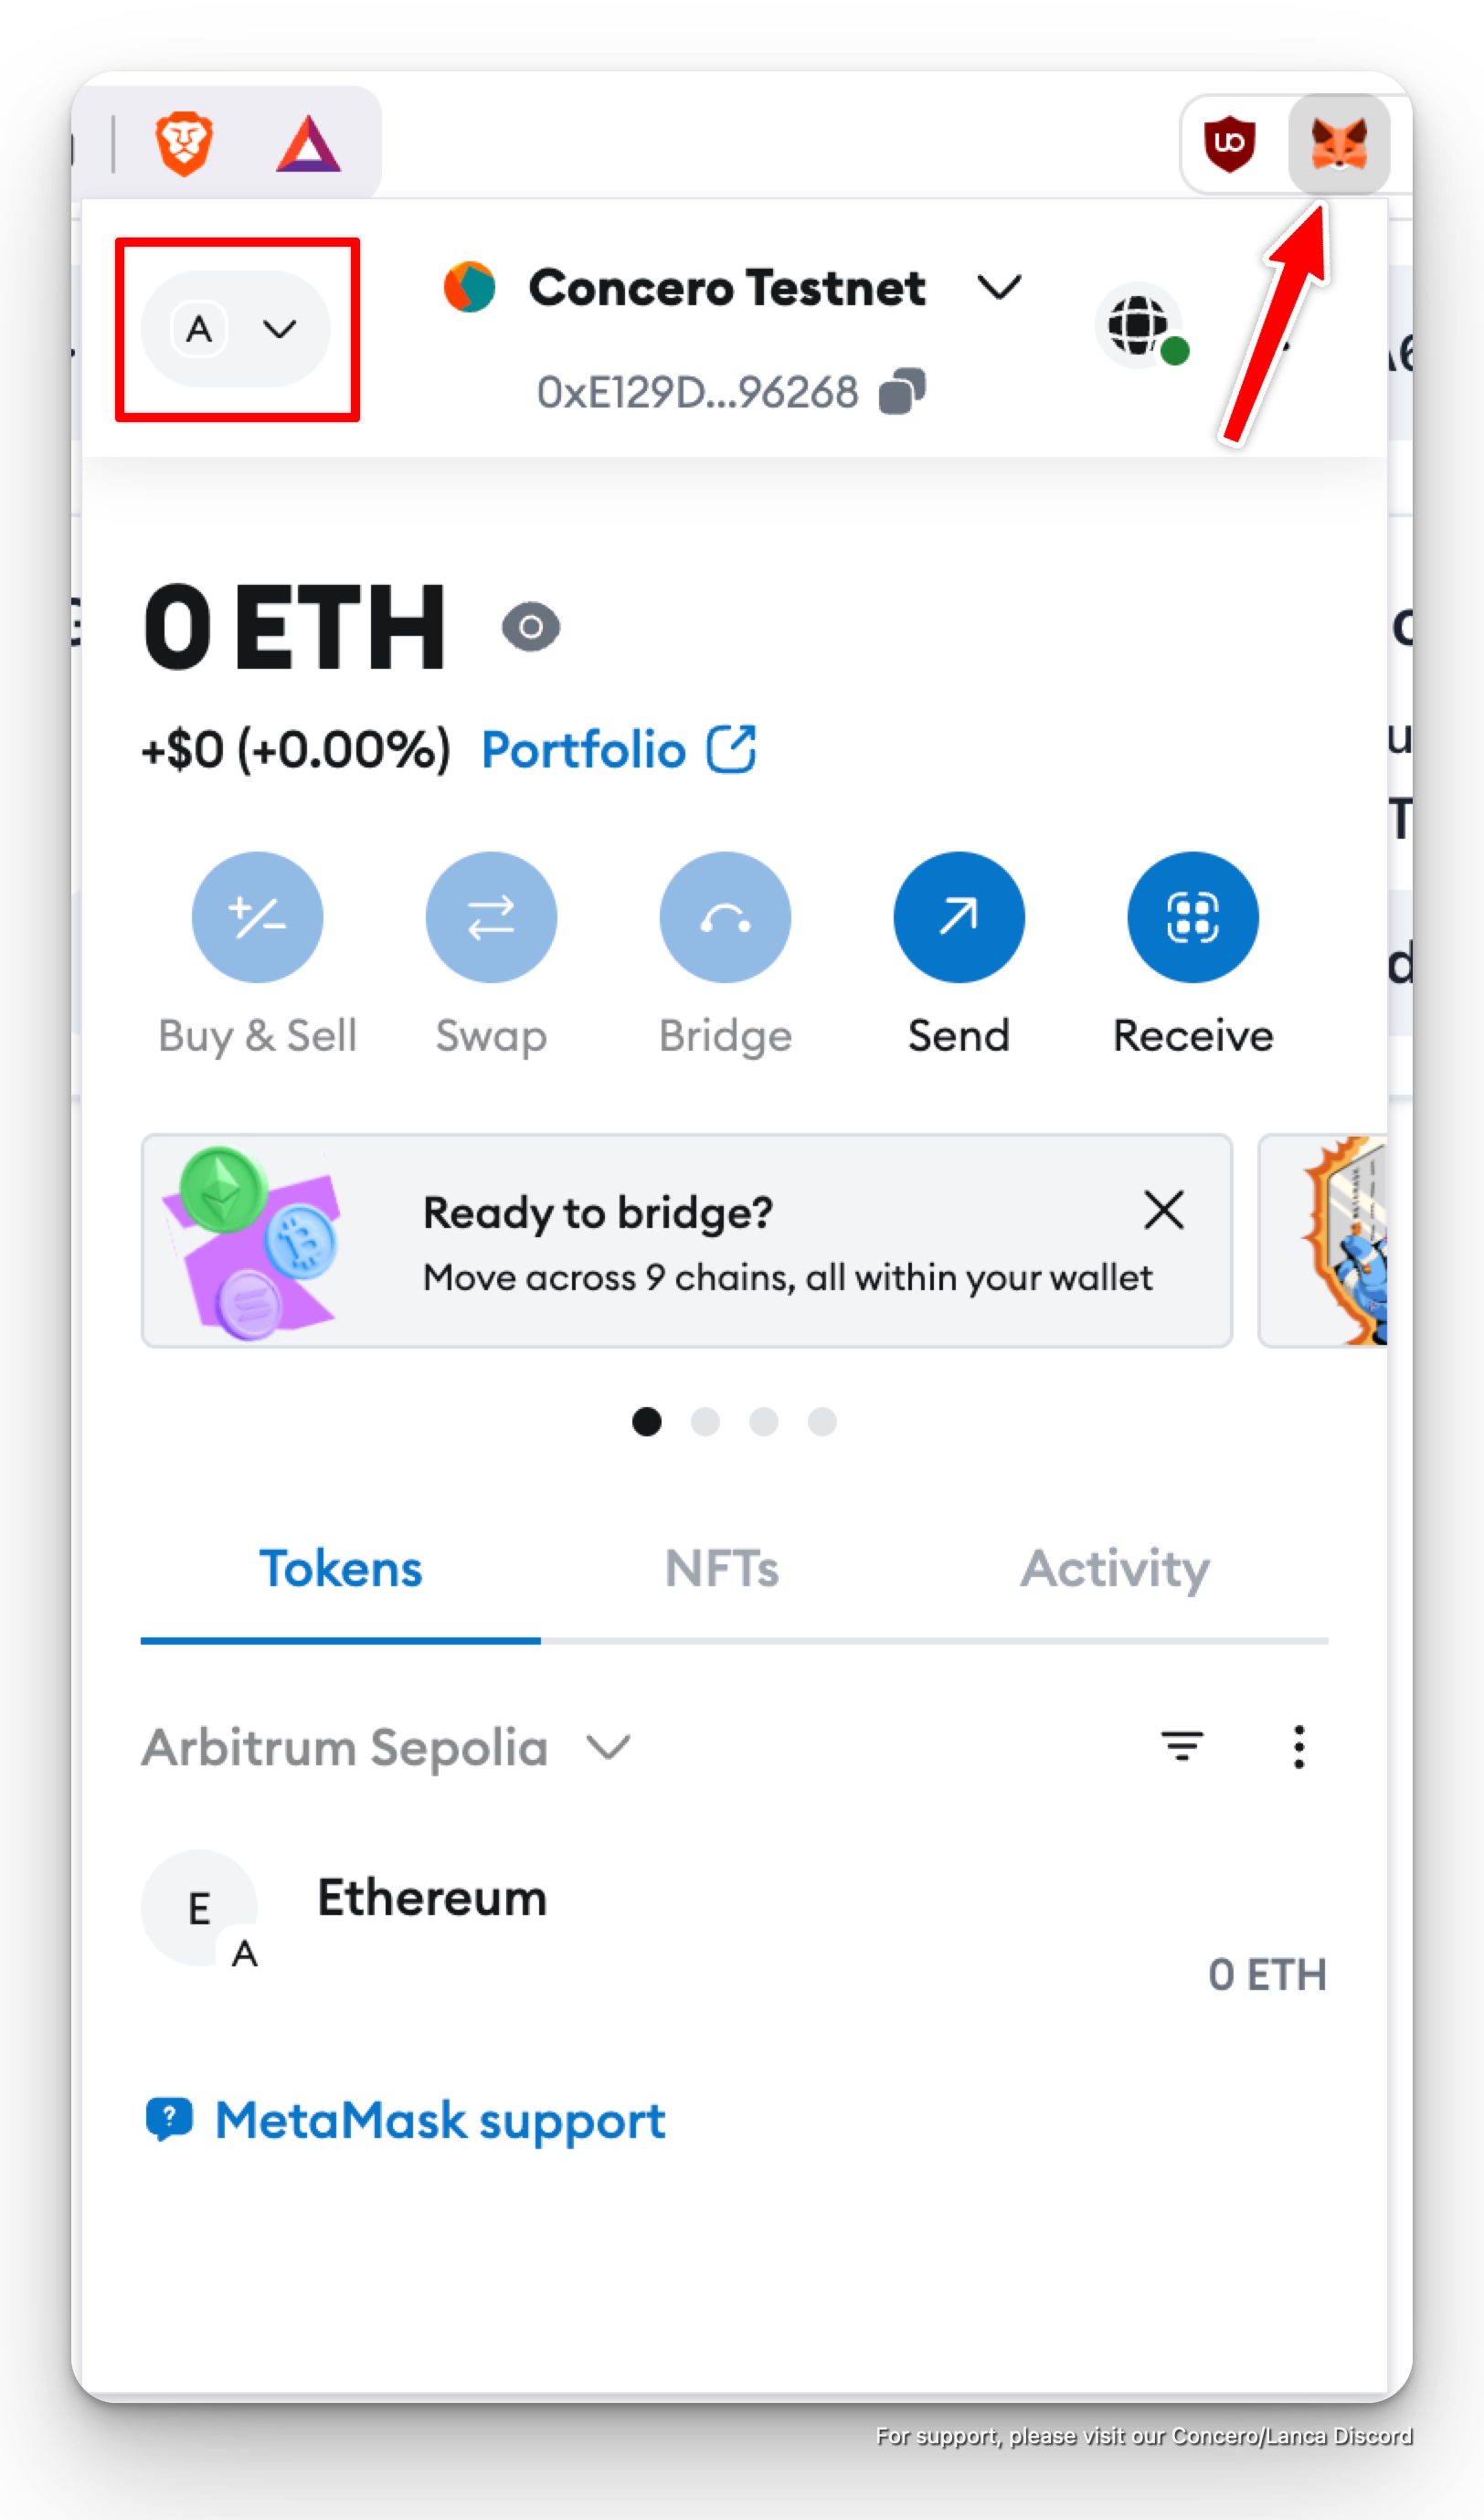 A
Concero Testnet
0xE129D...96268
0 ETH
+$0 (+0.00%) Portfolio
Buy & Sell
Swap
Bridge
Send
Receive
Ready to bridge?
Move across 9 chains, all within your wallet
Tokens
NFTs
Activity
Arbitrum Sepolia
E
A
Ethereum
0 ETH
MetaMask support
For support, please visit our Concero/Lanca Discord